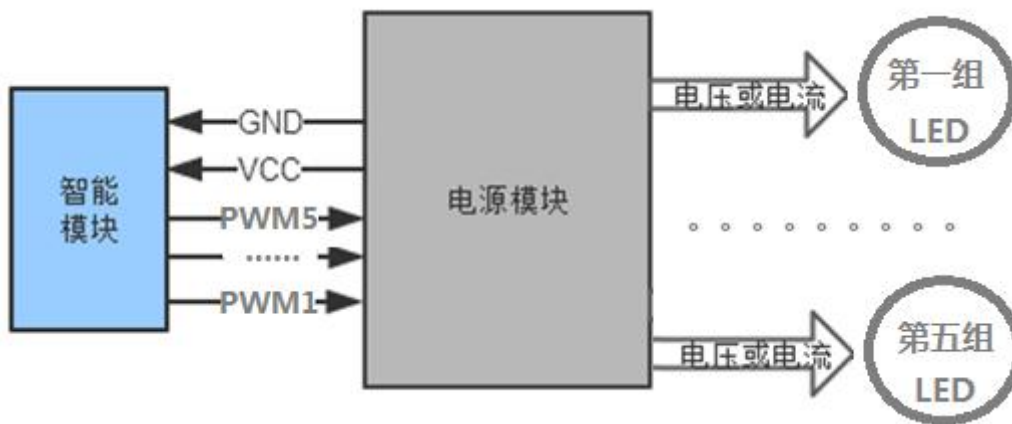 智能
模块
GND
VCC
PWM5
......
PWM1
电源模块
电压或电流
第一组
LED
电压或电流
第五组
LED